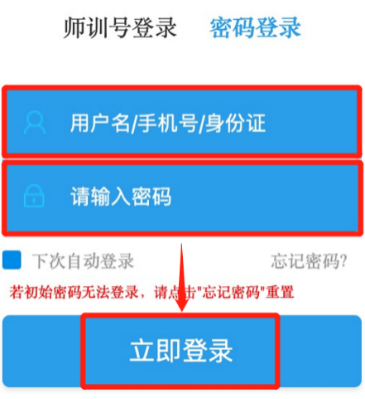 师训号登录 密码登录
用户名/手机号/身份证
请输入密码
下次自动登录 忘记密码?
若初始密码无法登录，请点击"忘记密码"重置
立即登录